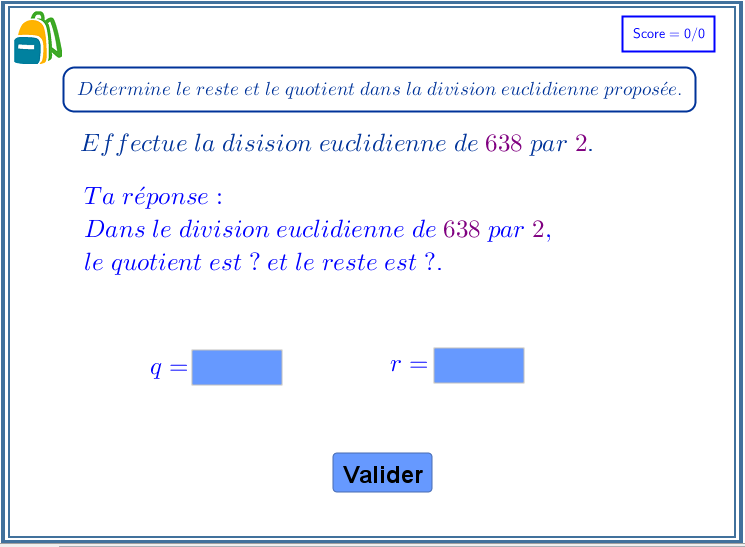 Score = 0/0
Détermine le reste et le quotient dans la division euclidienne proposée.
Effectue la disision euclidienne de 638 par 2.
Ta réponse :
Dans le division euclidienne de 638 par 2,
le quotient est ? et le reste est ?.
q =
r =
Valider